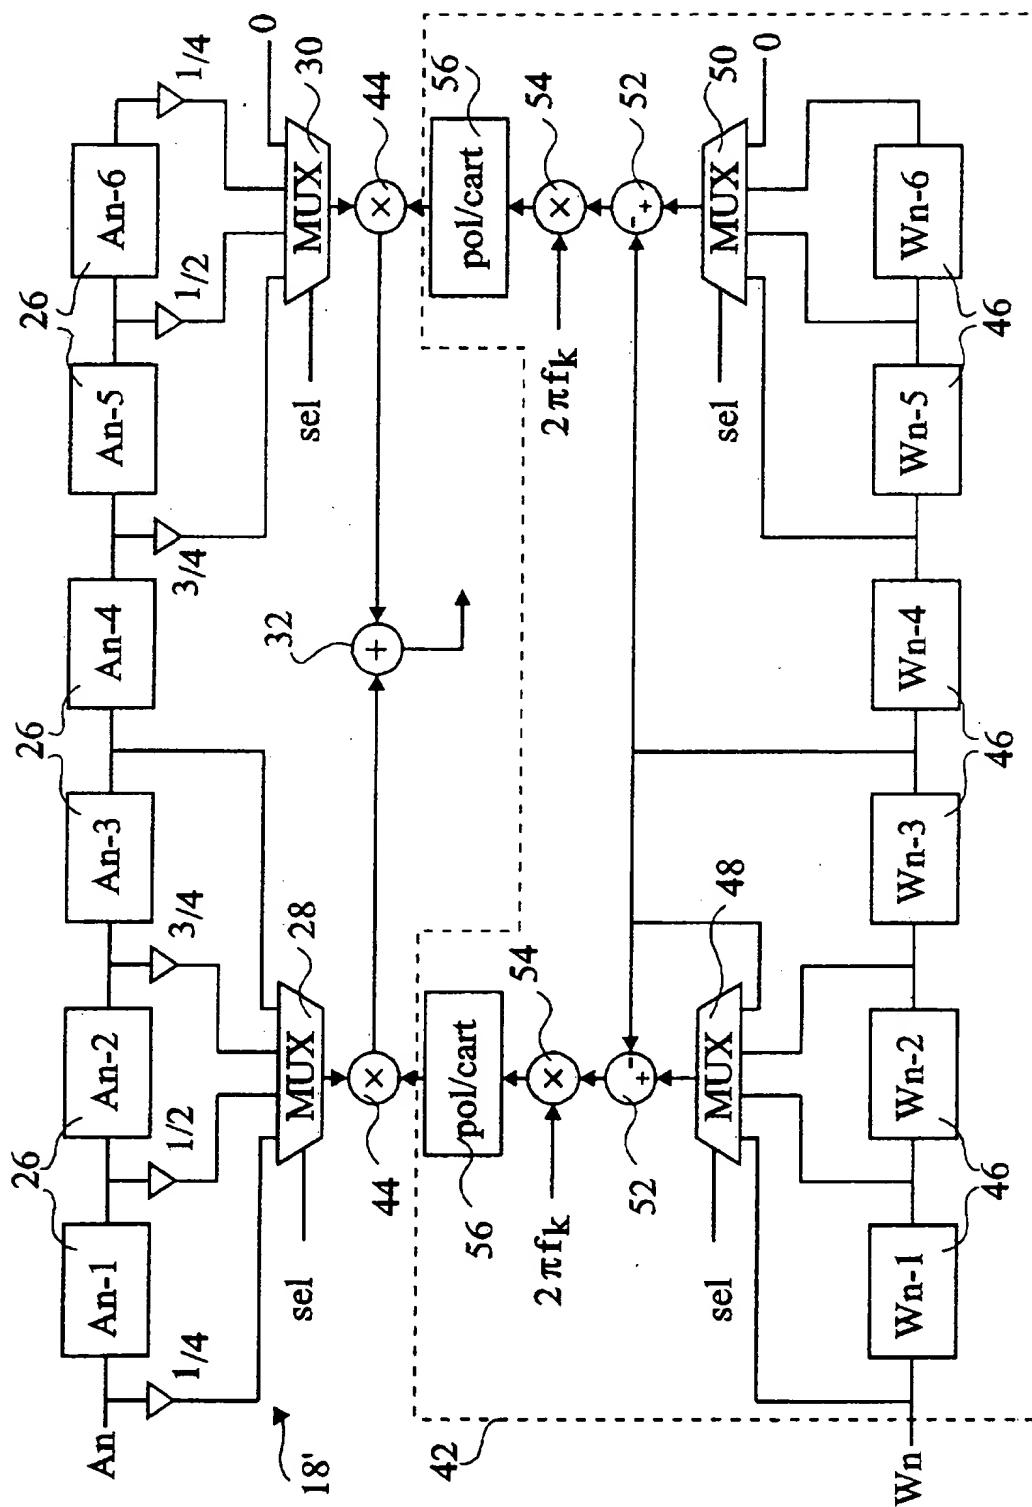 An
26
An-1
An-2
An-3
26
An-4
26
An-5
An-6
1/4
1/2
3/4
3/4
1/2
1/4
0
18'
sel
MUX
28
sel
MUX
30
44
32
+
44
×
×
42
56
pol/cart
pol/cart
56
2πfk
×
54
2πfk
×
54
52
+
-
-
+
52
sel
MUX
48
sel
MUX
50
0
Wn
Wn-1
Wn-2
Wn-3
Wn-4
Wn-5
Wn-6
46
46
46